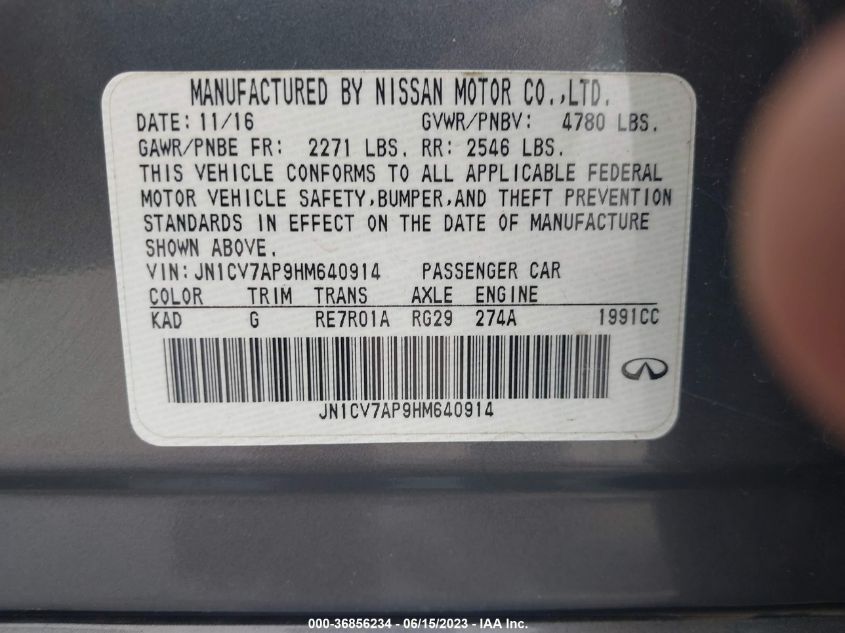 MANUFACTURED BY NISSAN MOTOR CO.,LTD.
DATE: 11/16 GVWR/PNBV: 4780 LBS.
GAWR/PNBE FR: 2271 LBS. RR: 2546 LBS.
THIS VEHICLE CONFORMS TO ALL APPLICABLE FEDERAL
MOTOR VEHICLE SAFETY,BUMPER,AND THEFT PREVENTION
STANDARDS IN EFFECT ON THE DATE OF MANUFACTURE
SHOWN ABOVE.
VIN: JN1CV7AP9HM640914 PASSENGER CAR
COLOR TRIM TRANS AXLE ENGINE
KAD G RE7R01A RG29 274A 1991CC
JN1CV7AP9HM640914
000-36856234 - 06/15/2023 - IAA Inc.